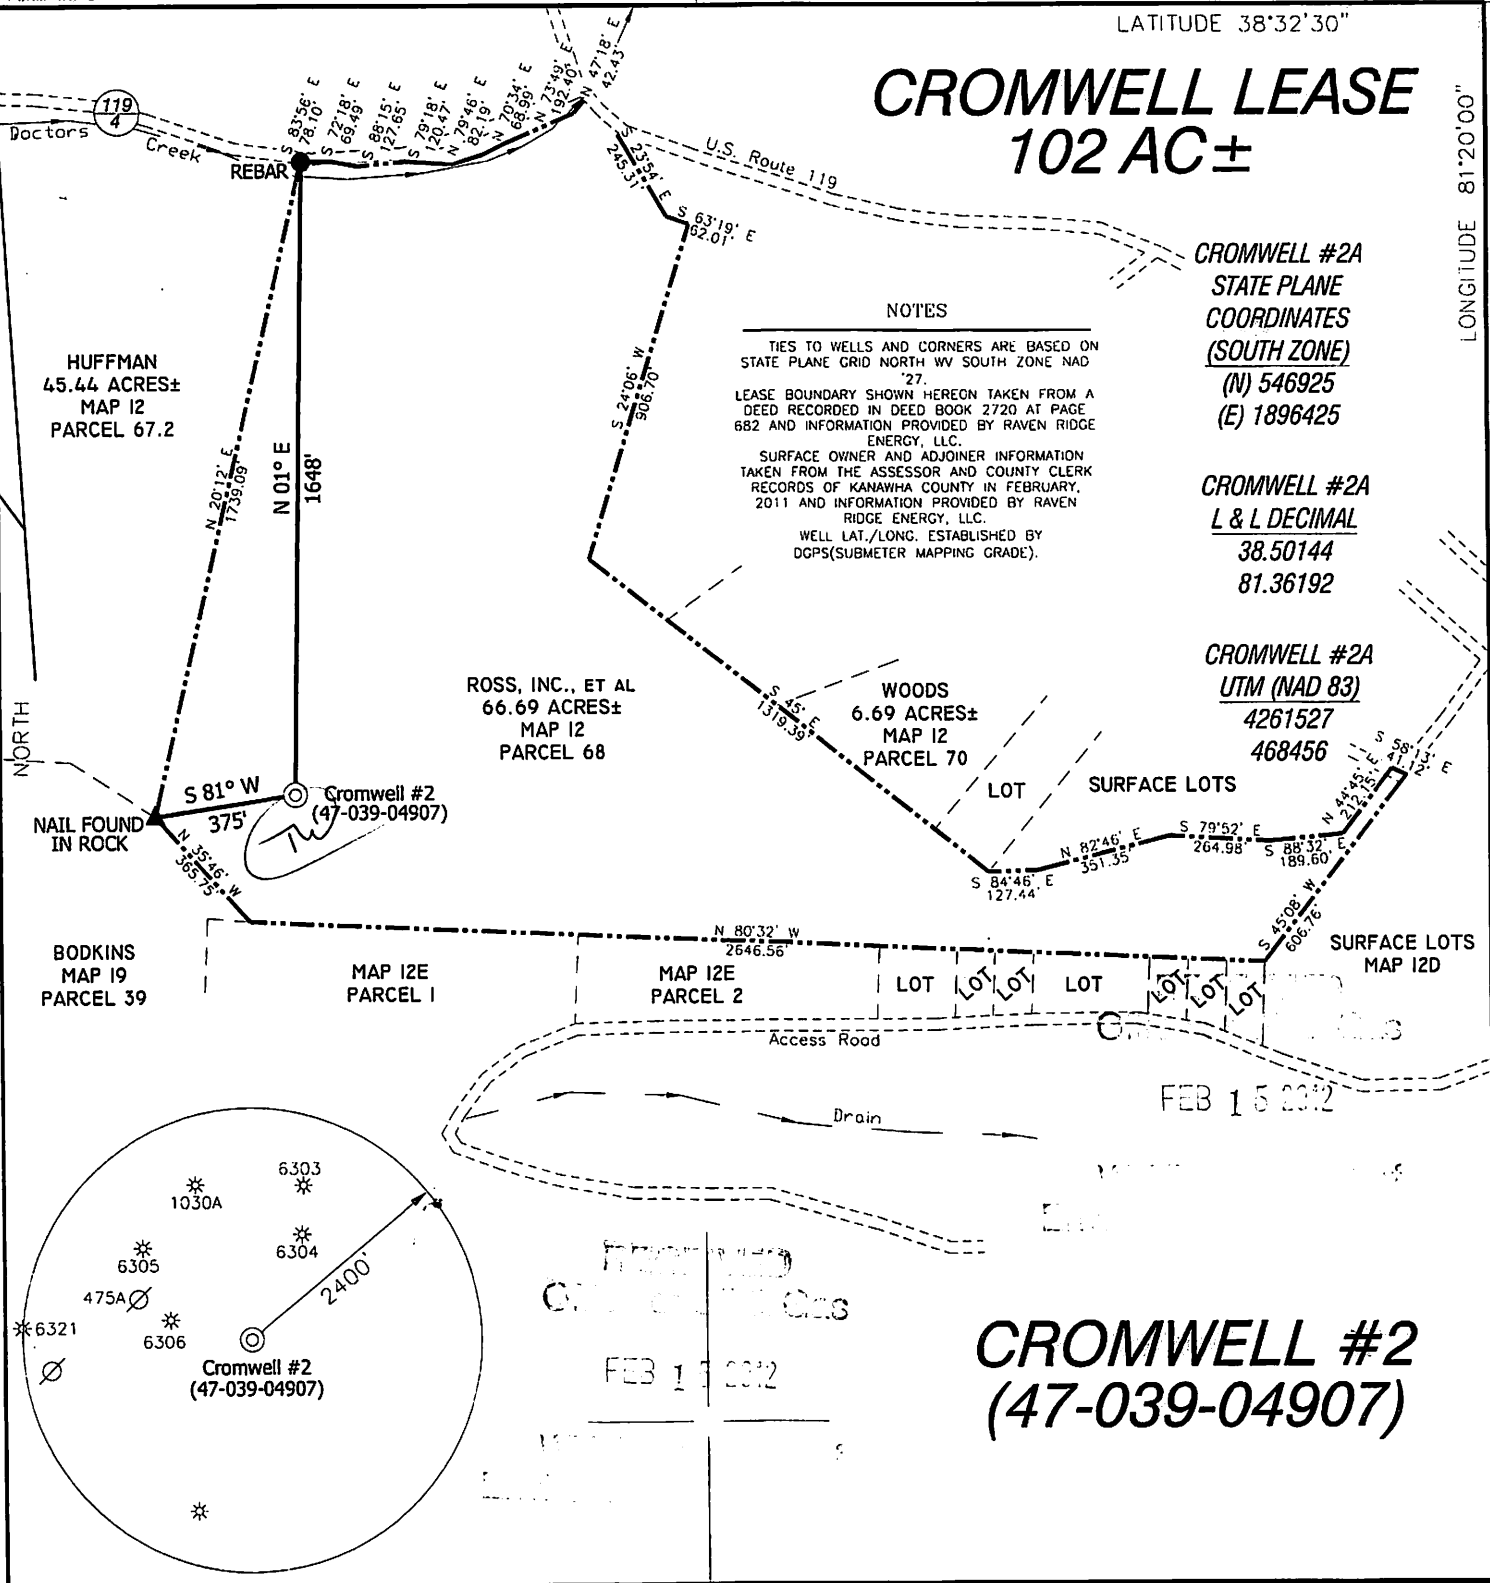 LATITUDE 38°32'30"
CROMWELL LEASE
102 AC±
LONGITUDE 81°20'00"
119
4
Doctors Creek
REBAR
S 83°56' E
78.10'
S 72°18' E
69.49'
S 88°15' E
127.65'
S 79°18' E
120.47'
N 79°46' E
82.19'
N 70°34' E
68.99'
N 73°49' E
192.40'
N 47°18' E
42.43'
U.S. Route 119
S 23°54' E
245.31'
S 63°19' E
62.01'
S 24°06' W
906.70'
HUFFMAN
45.44 ACRES±
MAP 12
PARCEL 67.2
N 20°12' E
1739.09'
N 01° E
1648'
NOTES
TIES TO WELLS AND CORNERS ARE BASED ON
STATE PLANE GRID NORTH WV SOUTH ZONE NAD
'27.
LEASE BOUNDARY SHOWN HEREON TAKEN FROM A
DEED RECORDED IN DEED BOOK 2720 AT PAGE
682 AND INFORMATION PROVIDED BY RAVEN RIDGE
ENERGY, LLC.
SURFACE OWNER AND ADJOINER INFORMATION
TAKEN FROM THE ASSESSOR AND COUNTY CLERK
RECORDS OF KANAWHA COUNTY IN FEBRUARY,
2011 AND INFORMATION PROVIDED BY RAVEN
RIDGE ENERGY, LLC.
WELL LAT./LONG. ESTABLISHED BY
DGPS(SUBMETER MAPPING GRADE).
CROMWELL #2A
STATE PLANE
COORDINATES
(SOUTH ZONE)
(N) 546925
(E) 1896425
CROMWELL #2A
L & L DECIMAL
38.50144
81.36192
CROMWELL #2A
UTM (NAD 83)
4261527
468456
NORTH
ROSS, INC., ET AL
66.69 ACRES±
MAP 12
PARCEL 68
S 45° E
1319.39'
WOODS
6.69 ACRES±
MAP 12
PARCEL 70
LOT
SURFACE LOTS
S 58°13' E
41.12'
N 44°45' E
212.15'
S 81° W
375'
Cromwell #2
(47-039-04907)
NAIL FOUND
IN ROCK
N 35°46' W
365.75'
S 84°46' E
127.44'
N 82°46' E
351.35'
S 79°52' E
264.98'
S 88°32' E
189.60'
S 45°08' W
606.76'
N 80°32' W
2646.56'
SURFACE LOTS
MAP 12D
BODKINS
MAP 19
PARCEL 39
MAP 12E
PARCEL 1
MAP 12E
PARCEL 2
LOT
LOT
LOT
LOT
LOT
LOT
LOT
Access Road
Drain
Gas
FEB 15 2012
6303
1030A
6304
6305
475A
6321
6306
2400'
Cromwell #2
(47-039-04907)
Gas
FEB 15 2012
CROMWELL #2
(47-039-04907)